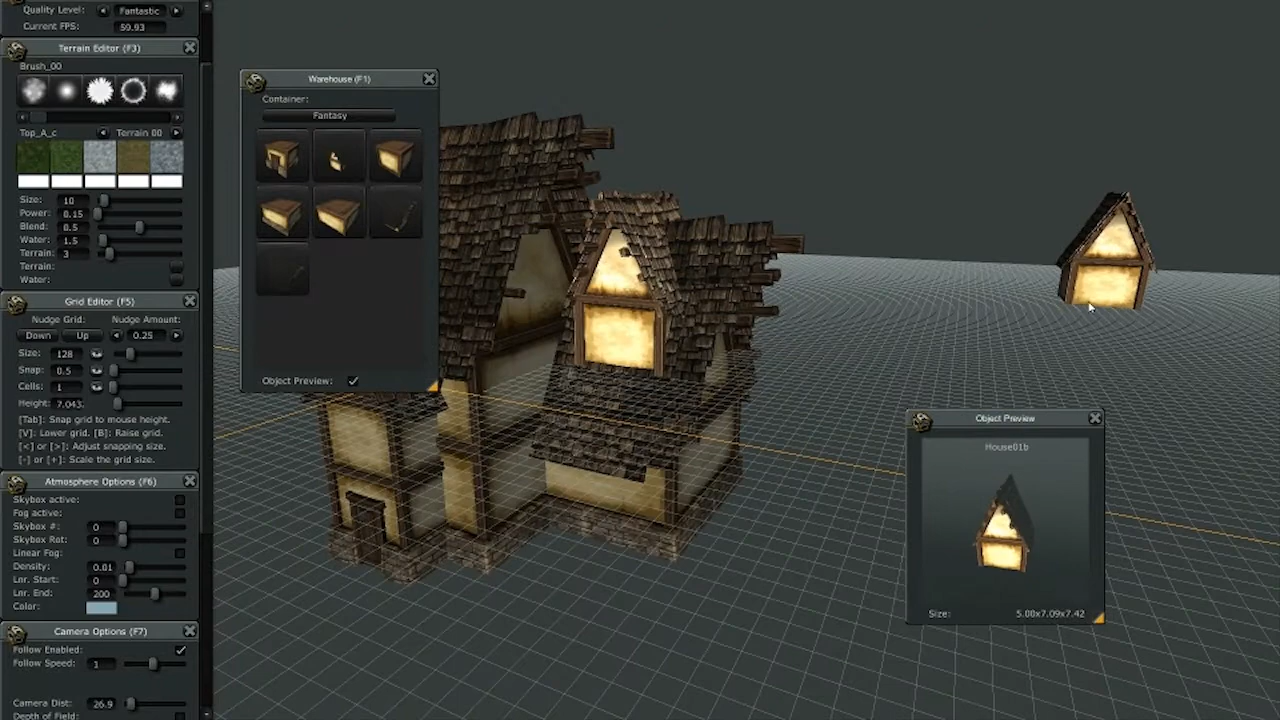 Quality Level: Fantastic
Current FPS: 59.93
Terrain Editor (F3)
Brush_00
Top_A_c Terrain 00
Size: 10
Power: 0.15
Blend: 0.5
Water: 1.5
Terrain: 3
Terrain:
Water:
Grid Editor (F5)
Nudge Grid: Nudge Amount:
Down Up 0.25
Size: 128
Snap: 0.5
Cells: 1
Height: 7.043
[Tab]: Snap grid to mouse height.
[V]: Lower grid. [B]: Raise grid.
[<] or [>]: Adjust snapping size.
[-] or [+]: Scale the grid size.
Atmosphere Options (F6)
Skybox active:
Fog active:
Skybox #: 0
Skybox Rot: 0
Linear Fog:
Density: 0.01
Lnr. Start: 0
Lnr. End: 200
Color:
Camera Options (F7)
Follow Enabled:
Follow Speed: 1
Camera Dist: 26.9
Depth of Field:
Warehouse (F1)
Container:
Fantasy
Object Preview:
Object Preview
House01b
Size: 5.00x7.09x7.42